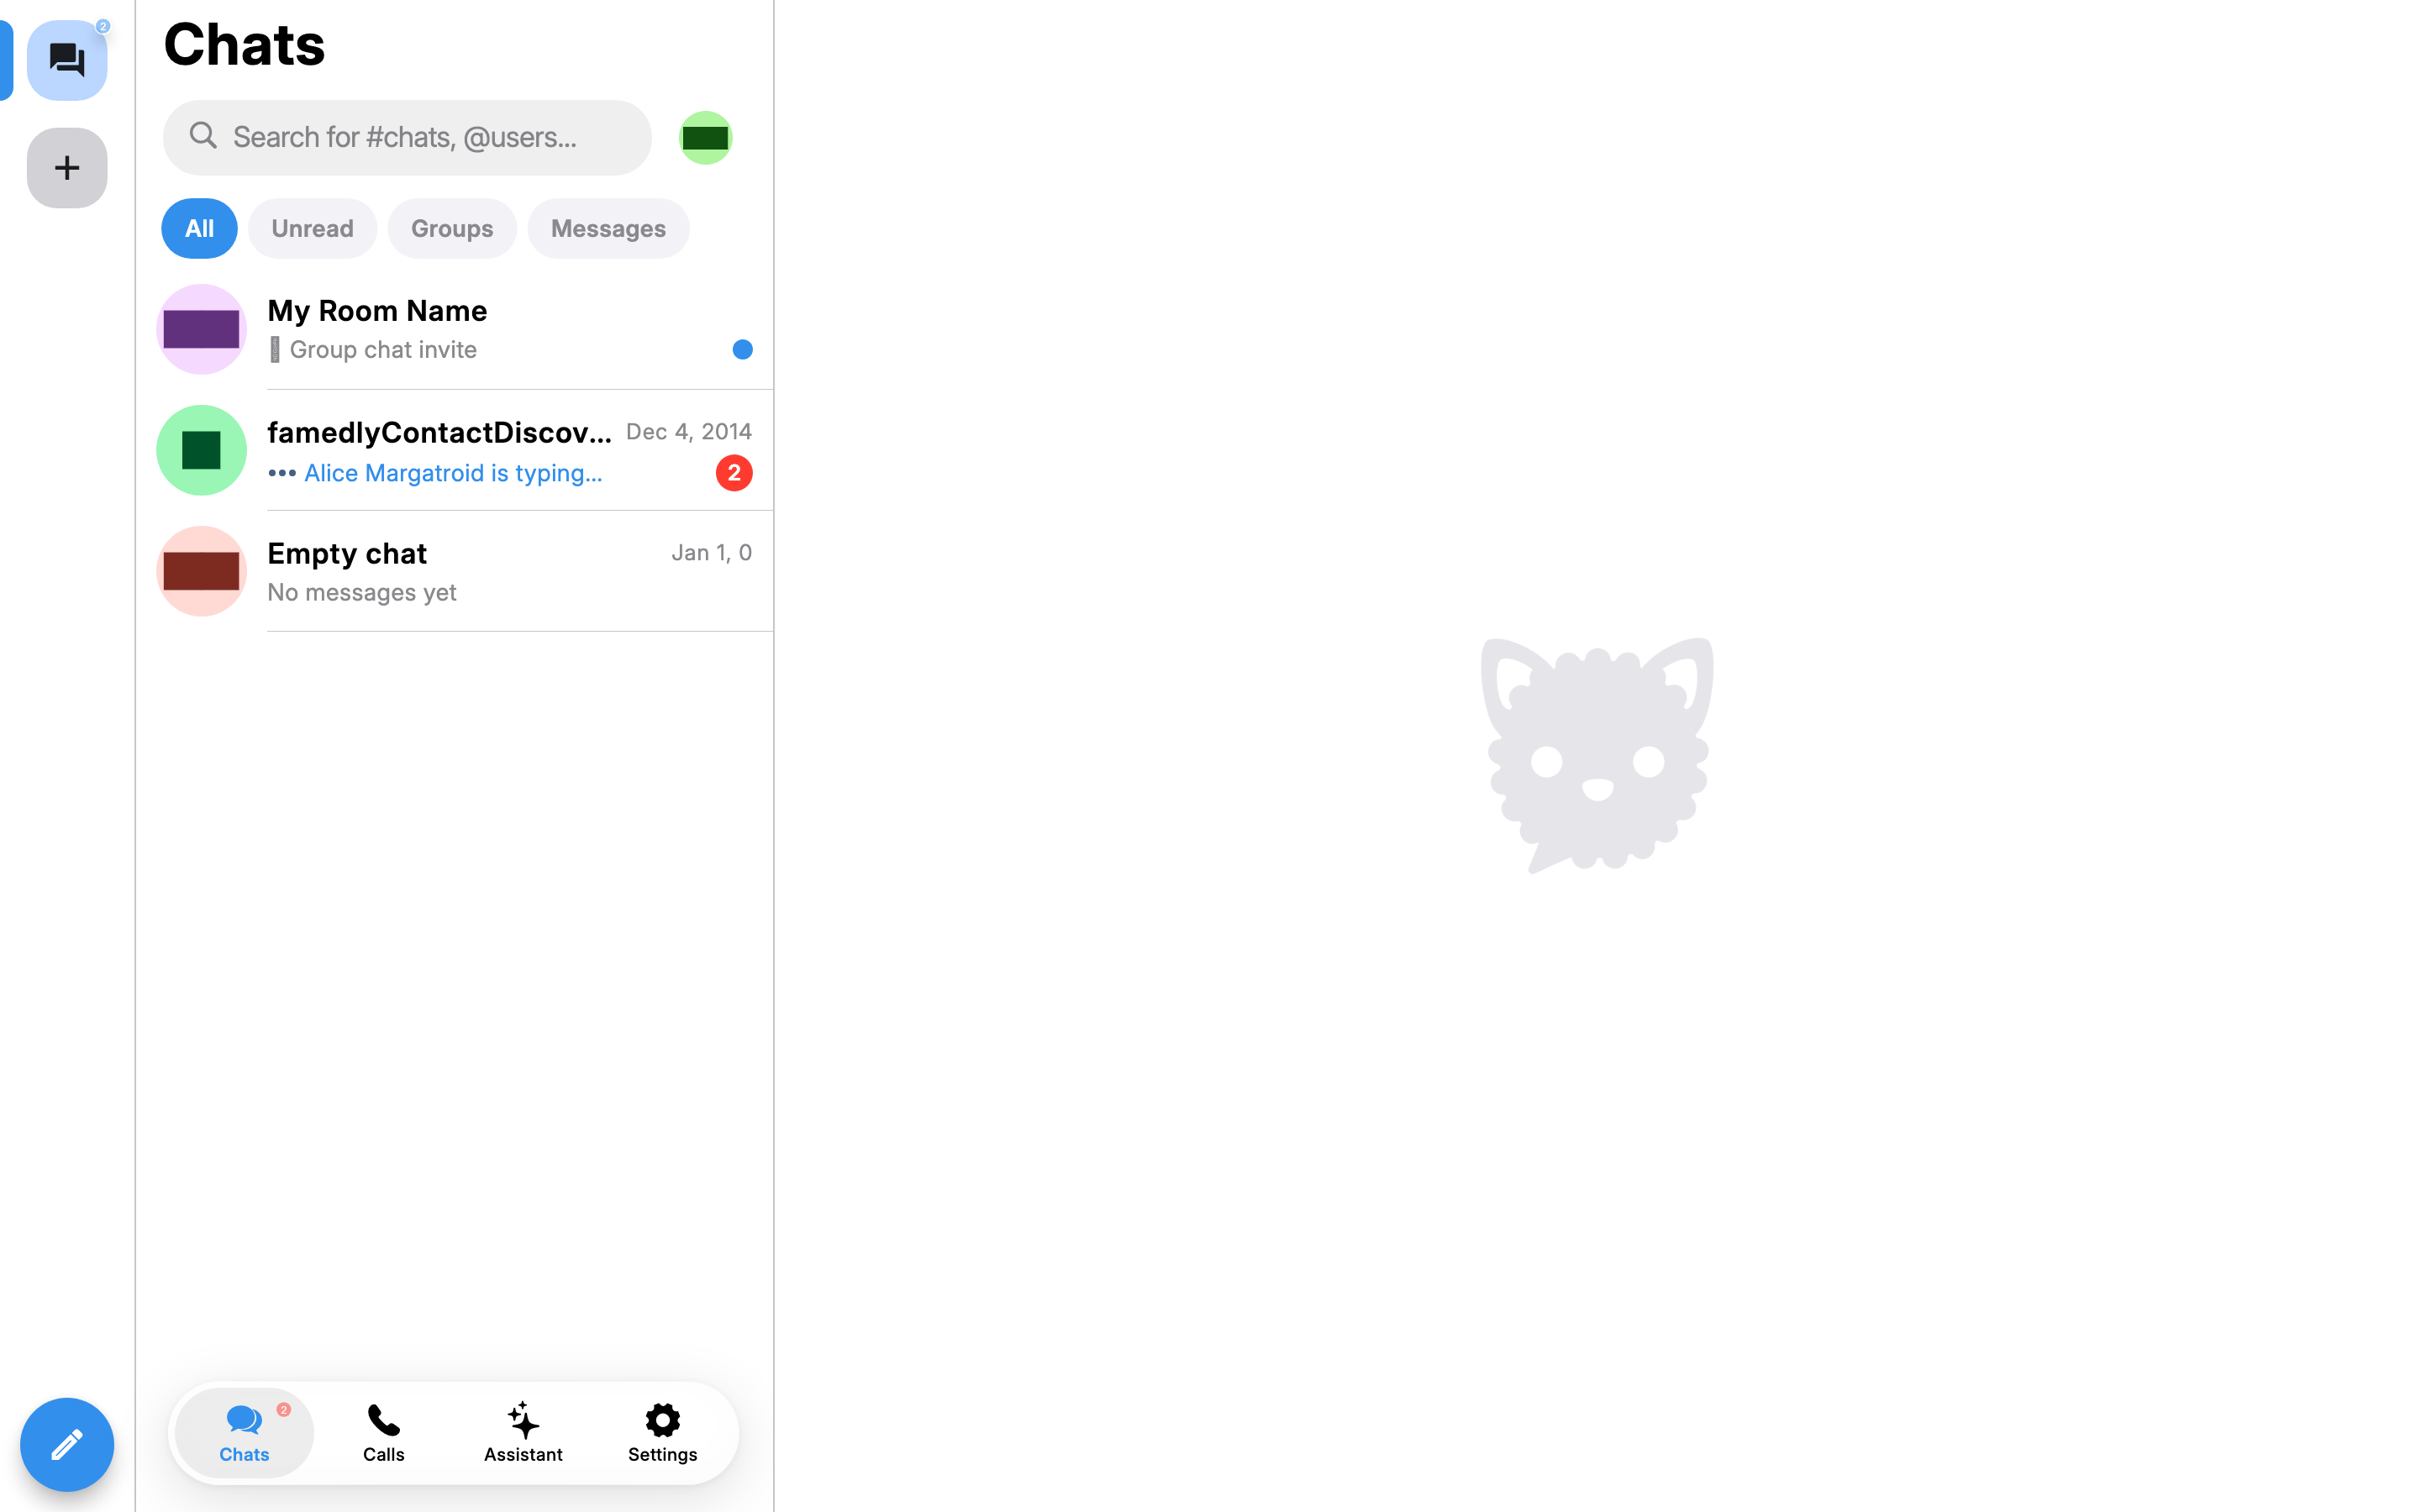 2
Chats
Search for #chats, @users...
All
Unread
Groups
Messages
My Room Name
Group chat invite
famedlyContactDiscov...
Dec 4, 2014
••• Alice Margatroid is typing...
2
Empty chat
Jan 1, 0
No messages yet
2
Chats
Calls
Assistant
Settings